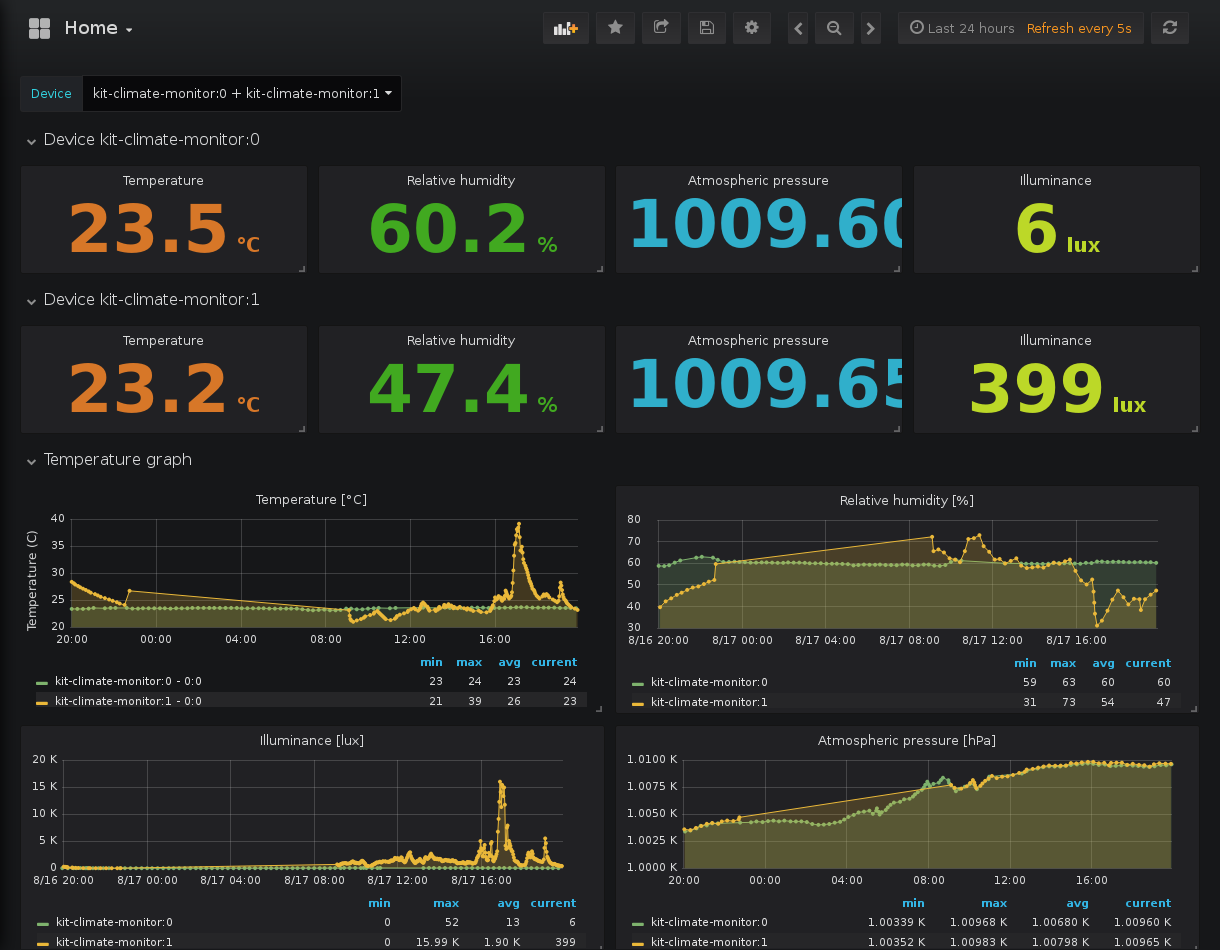 Home
Last 24 hours Refresh every 5s
Device kit-climate-monitor:0 + kit-climate-monitor:1
Device kit-climate-monitor:0
Temperature Relative humidity Atmospheric pressure Illuminance
23.5 °C 60.2 % 1009.60 6 lux
Device kit-climate-monitor:1
Temperature Relative humidity Atmospheric pressure Illuminance
23.2 °C 47.4 % 1009.65 399 lux
Temperature graph
Temperature [°C]
Temperature (C)
40
35
30
25
20
20:00 00:00 04:00 08:00 12:00 16:00
min max avg current
kit-climate-monitor:0 - 0:0 23 24 23 24
kit-climate-monitor:1 - 0:0 21 39 26 23
Relative humidity [%]
80
70
60
50
40
30
8/16 20:00 8/17 00:00 8/17 04:00 8/17 08:00 8/17 12:00 8/17 16:00
min max avg current
kit-climate-monitor:0 59 63 60 60
kit-climate-monitor:1 31 73 54 47
Illuminance [lux]
20 K
15 K
10 K
5 K
0
8/16 20:00 8/17 00:00 8/17 04:00 8/17 08:00 8/17 12:00 8/17 16:00
min max avg current
kit-climate-monitor:0 0 52 13 6
kit-climate-monitor:1 0 15.99 K 1.90 K 399
Atmospheric pressure [hPa]
1.0100 K
1.0075 K
1.0050 K
1.0025 K
1.0000 K
20:00 00:00 04:00 08:00 12:00 16:00
min max avg current
kit-climate-monitor:0 1.00339 K 1.00968 K 1.00680 K 1.00960 K
kit-climate-monitor:1 1.00352 K 1.00983 K 1.00798 K 1.00965 K